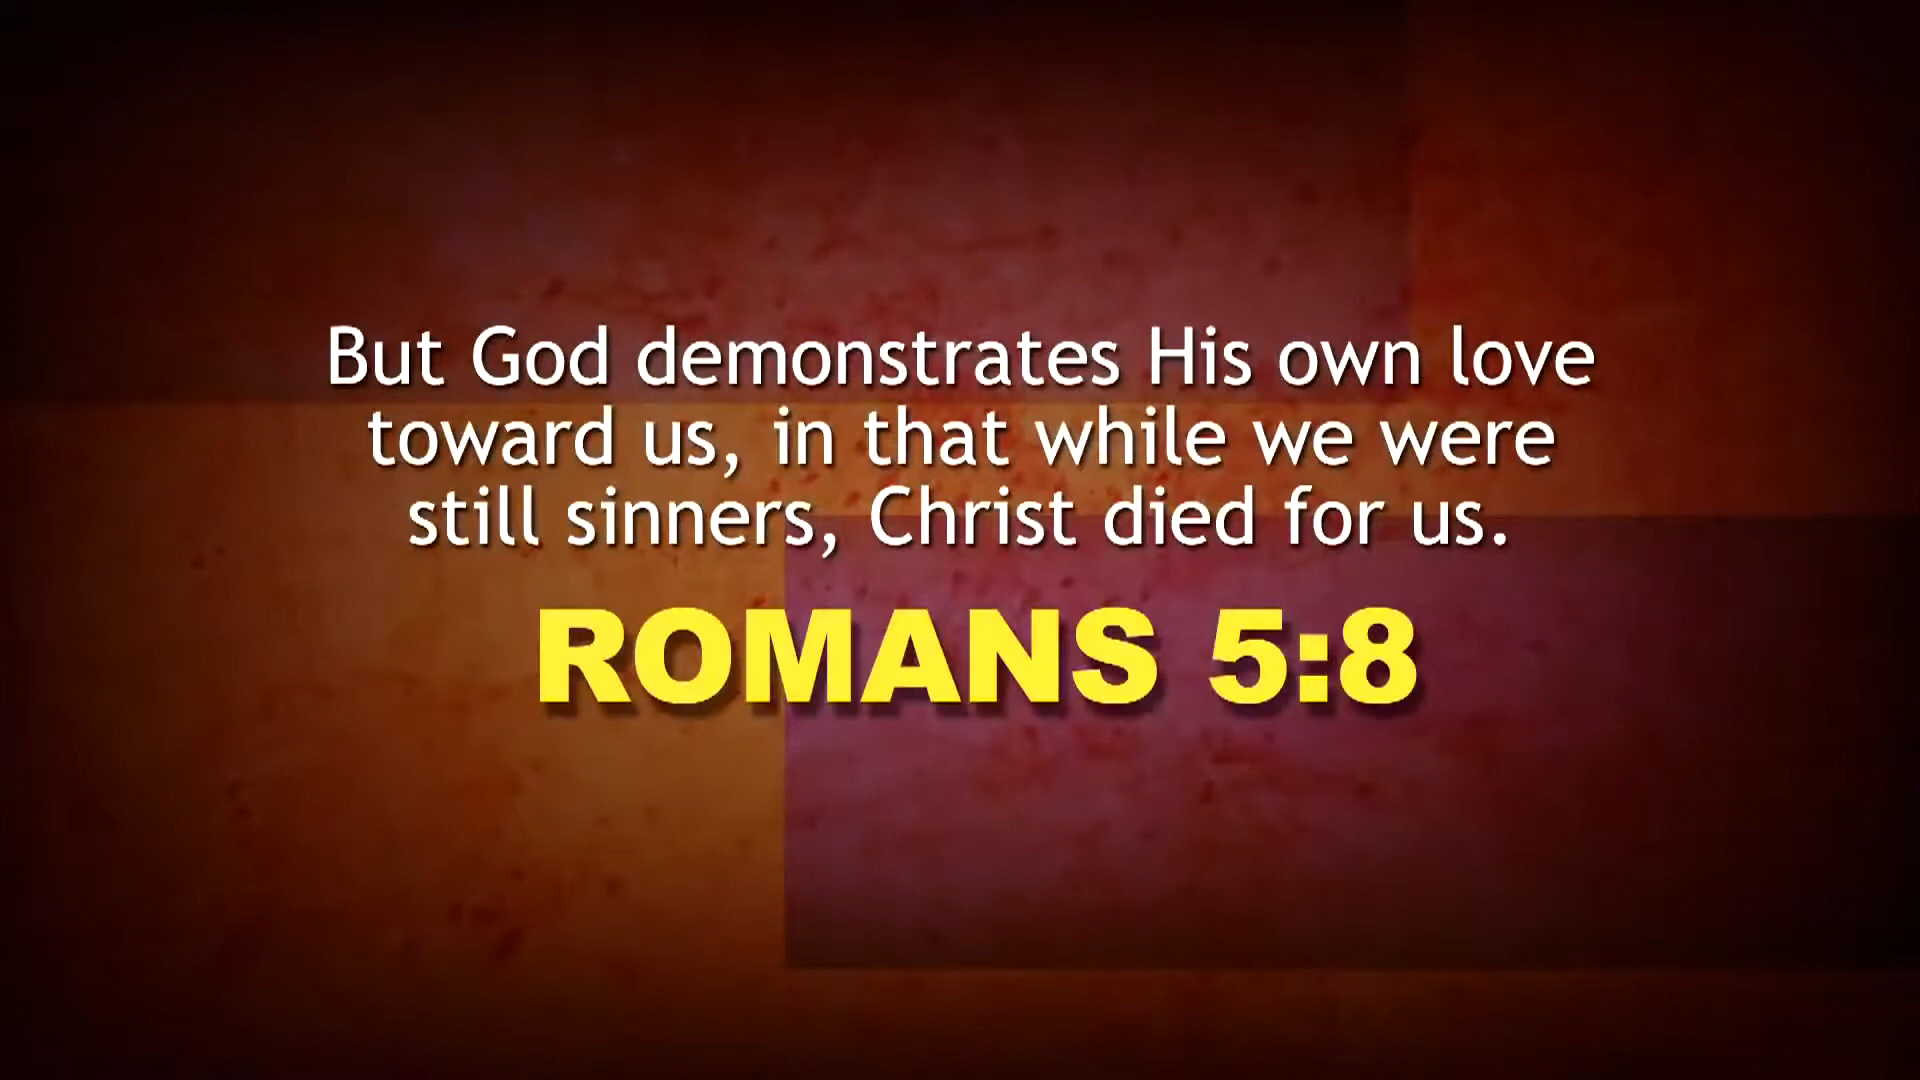 But God demonstrates His own love
toward us, in that while we were
still sinners, Christ died for us.
ROMANS 5:8